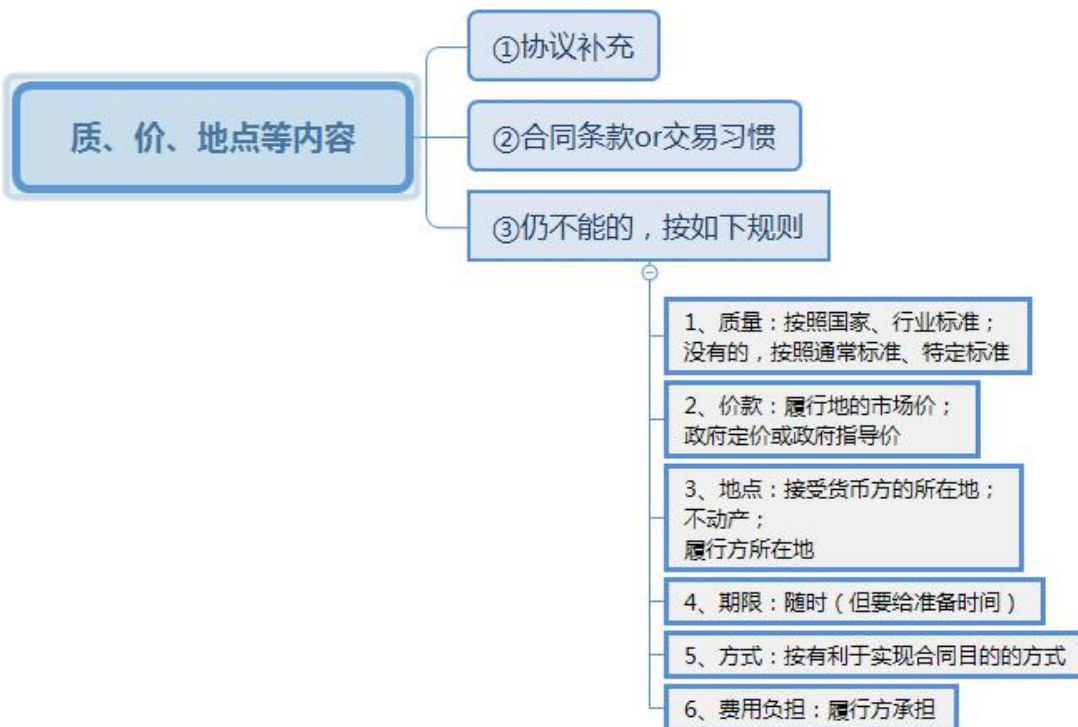 质、价、地点等内容
①协议补充
②合同条款or交易习惯
③仍不能的，按如下规则
1、质量：按照国家、行业标准；
没有的，按照通常标准、特定标准
2、价款：履行地的市场价；
政府定价或政府指导价
3、地点：接受货币方的所在地；
不动产；
履行方所在地
4、期限：随时（但要给准备时间）
5、方式：按有利于实现合同目的的方式
6、费用负担：履行方承担